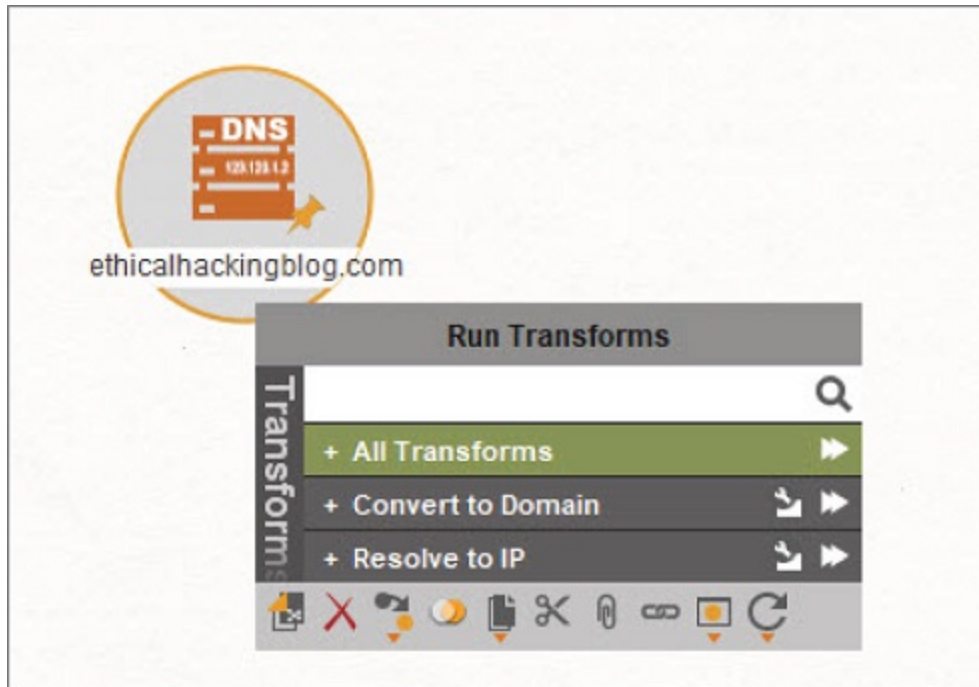 DNS
ethicalhackingblog.com
Run Transforms
Transforms
+ All Transforms
+ Convert to Domain
+ Resolve to IP